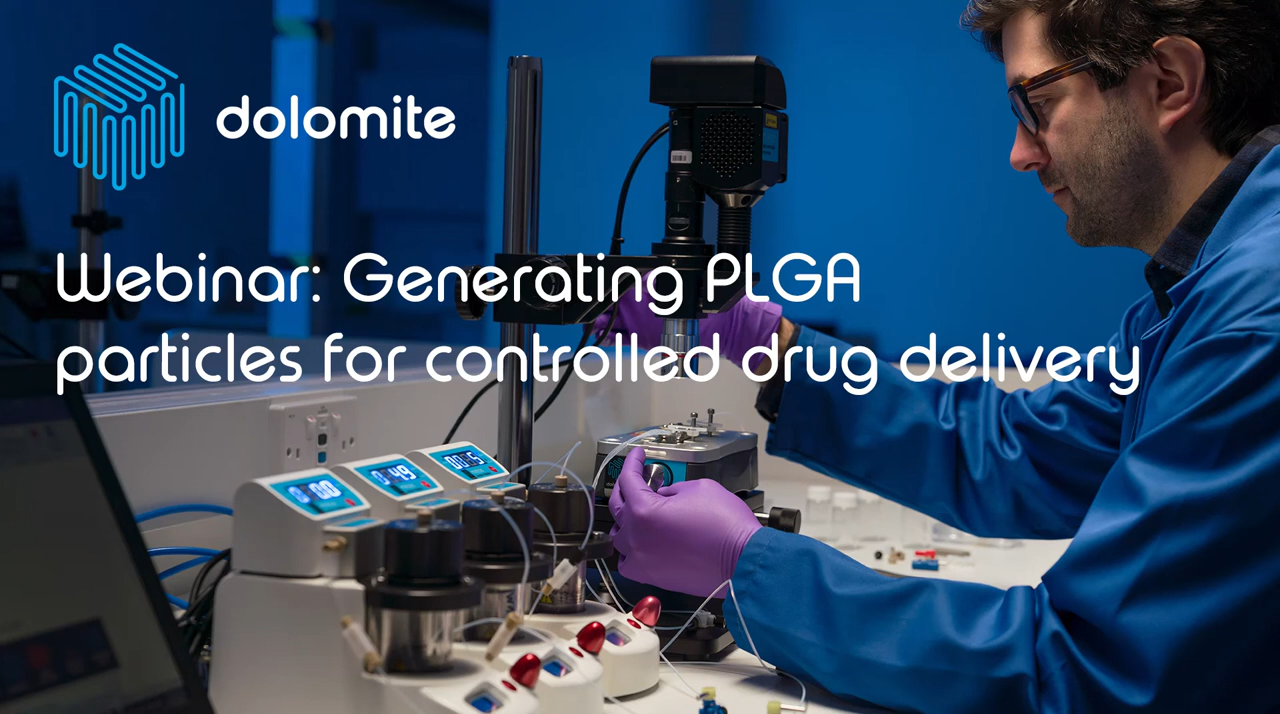 dolomite
Webinar: Generating PLGA
particles for controlled drug delivery